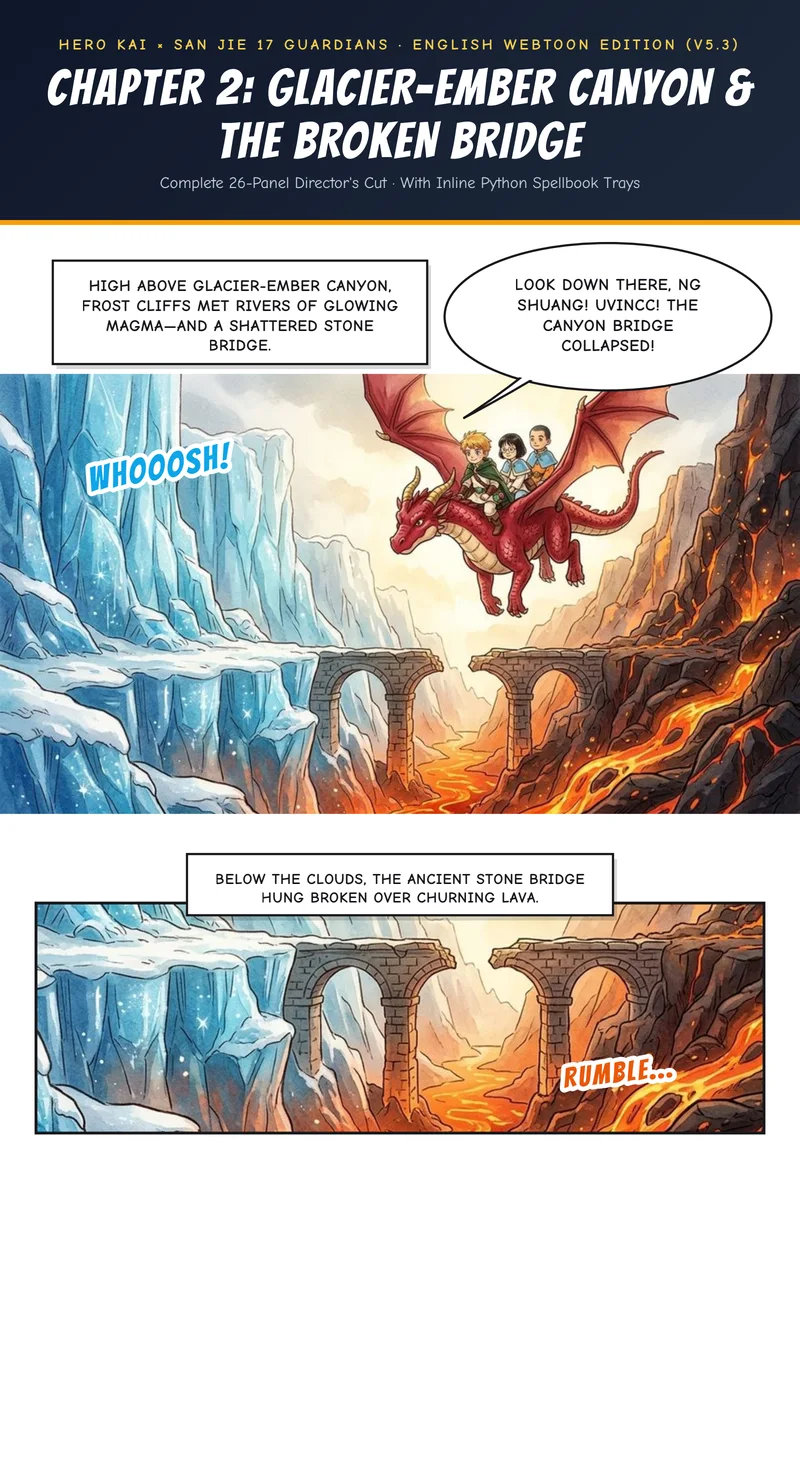 HERO KAI × SAN JIE 17 GUARDIANS · ENGLISH WEBTOON EDITION (V5.3)
CHAPTER 2: GLACIER-EMBER CANYON &
THE BROKEN BRIDGE
Complete 26-Panel Director's Cut · With Inline Python Spellbook Trays
HIGH ABOVE GLACIER-EMBER CANYON,
FROST CLIFFS MET RIVERS OF GLOWING
MAGMA—AND A SHATTERED STONE
BRIDGE.
LOOK DOWN THERE, NG
SHUANG! UVINCC! THE
CANYON BRIDGE
COLLAPSED!
WHOOOSH!
BELOW THE CLOUDS, THE ANCIENT STONE BRIDGE
HUNG BROKEN OVER CHURNING LAVA.
RUMBLE...